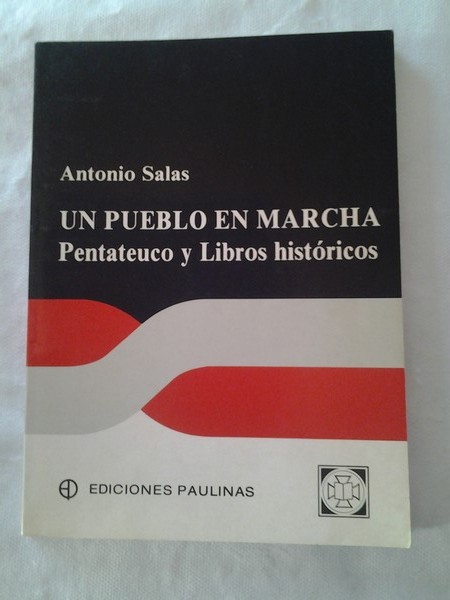 Antonio Salas
UN PUEBLO EN MARCHA
Pentateuco y Libros históricos
EDICIONES PAULINAS